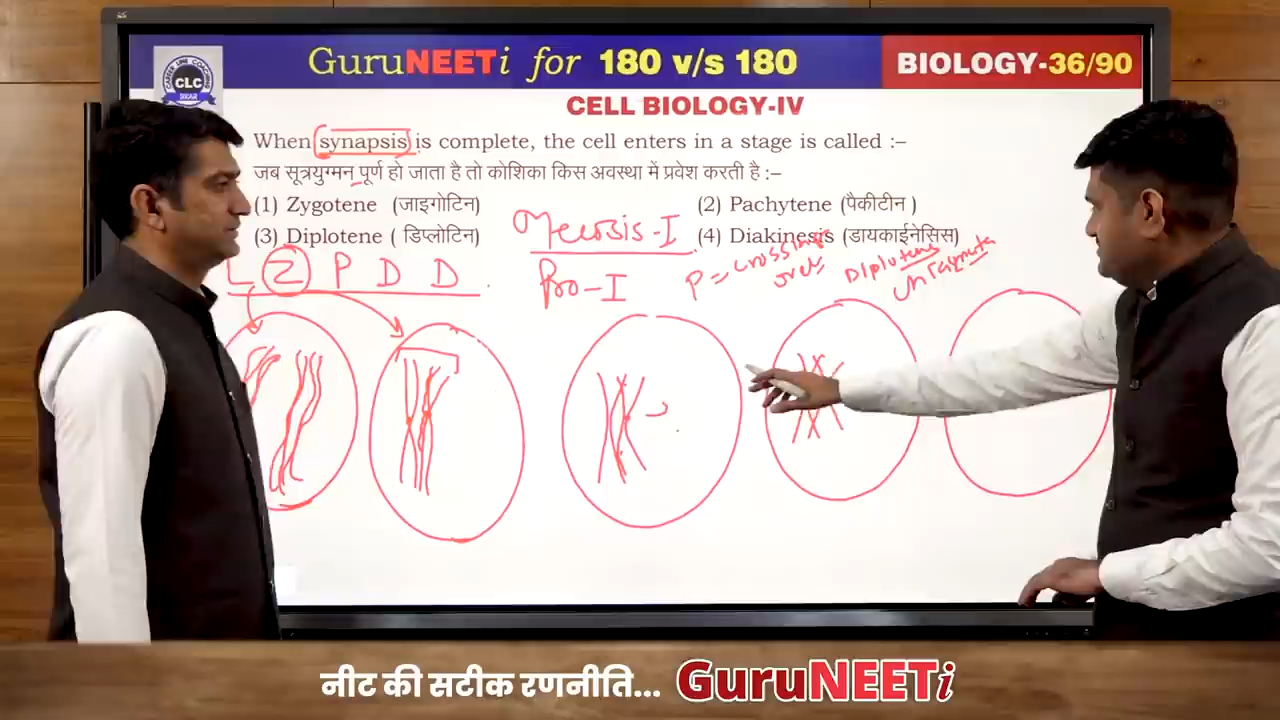 GuruNEETi for 180 v/s 180
BIOLOGY-36/90
CLC
SIKAR
CELL BIOLOGY-IV
When synapsis is complete, the cell enters in a stage is called :–
जब सूत्रयुग्मन पूर्ण हो जाता है तो कोशिका किस अवस्था में प्रवेश करती है :–
(1) Zygotene (जाइगोटिन)
(2) Pachytene (पैकीटीन )
(3) Diplotene ( डिप्लोटिन)
(4) Diakinesis (डायकाईनेसिस)
Meiosis-I
Pro-I
L Z P D D
P = crossing over
Diplotene
नीट की सटीक रणनीति... GuruNEETi